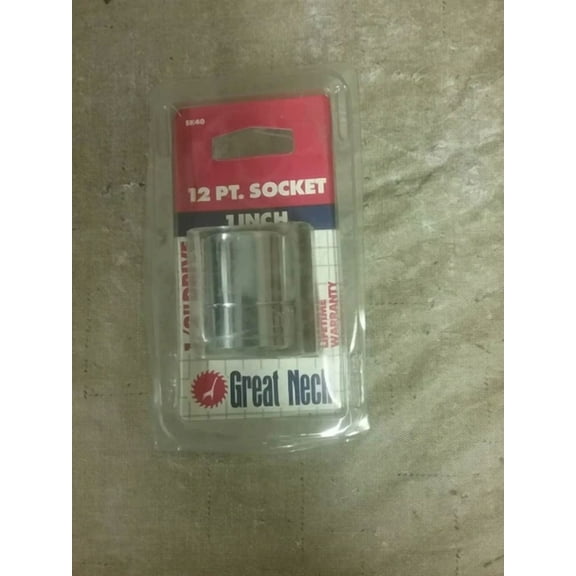 SK40
12 PT. SOCKET
1 INCH
1/2" DRIVE
LIFETIME
WARRANTY
Great Neck